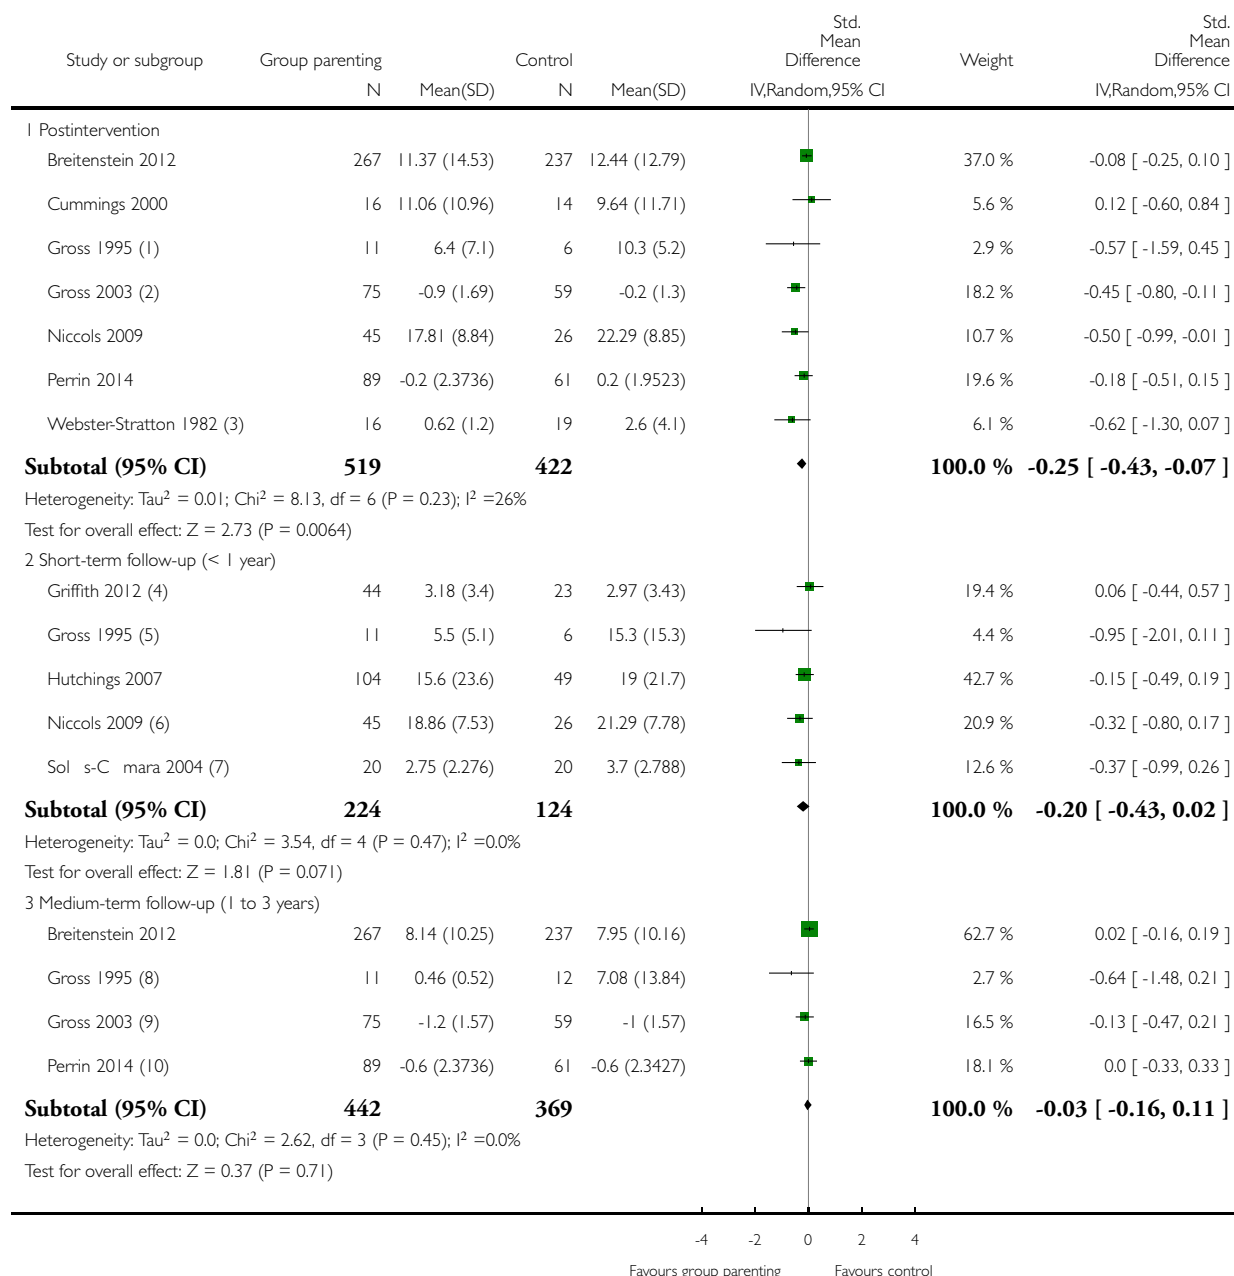 Study or subgroup Group parenting Control Std. Mean Difference Weight Std. Mean Difference
N Mean(SD) N Mean(SD) IV,Random,95% CI IV,Random,95% CI
1 Postintervention
Breitenstein 2012 267 11.37 (14.53) 237 12.44 (12.79) 37.0 % -0.08 [ -0.25, 0.10 ]
Cummings 2000 16 11.06 (10.96) 14 9.64 (11.71) 5.6 % 0.12 [ -0.60, 0.84 ]
Gross 1995 (1) 11 6.4 (7.1) 6 10.3 (5.2) 2.9 % -0.57 [ -1.59, 0.45 ]
Gross 2003 (2) 75 -0.9 (1.69) 59 -0.2 (1.3) 18.2 % -0.45 [ -0.80, -0.11 ]
Niccols 2009 45 17.81 (8.84) 26 22.29 (8.85) 10.7 % -0.50 [ -0.99, -0.01 ]
Perrin 2014 89 -0.2 (2.3736) 61 0.2 (1.9523) 19.6 % -0.18 [ -0.51, 0.15 ]
Webster-Stratton 1982 (3) 16 0.62 (1.2) 19 2.6 (4.1) 6.1 % -0.62 [ -1.30, 0.07 ]
Subtotal (95% CI) 519 422 100.0 % -0.25 [ -0.43, -0.07 ]
Heterogeneity: Tau² = 0.01; Chi² = 8.13, df = 6 (P = 0.23); I² =26%
Test for overall effect: Z = 2.73 (P = 0.0064)
2 Short-term follow-up (< 1 year)
Griffith 2012 (4) 44 3.18 (3.4) 23 2.97 (3.43) 19.4 % 0.06 [ -0.44, 0.57 ]
Gross 1995 (5) 11 5.5 (5.1) 6 15.3 (15.3) 4.4 % -0.95 [ -2.01, 0.11 ]
Hutchings 2007 104 15.6 (23.6) 49 19 (21.7) 42.7 % -0.15 [ -0.49, 0.19 ]
Niccols 2009 (6) 45 18.86 (7.53) 26 21.29 (7.78) 20.9 % -0.32 [ -0.80, 0.17 ]
Sol s-C mara 2004 (7) 20 2.75 (2.276) 20 3.7 (2.788) 12.6 % -0.37 [ -0.99, 0.26 ]
Subtotal (95% CI) 224 124 100.0 % -0.20 [ -0.43, 0.02 ]
Heterogeneity: Tau² = 0.0; Chi² = 3.54, df = 4 (P = 0.47); I² =0.0%
Test for overall effect: Z = 1.81 (P = 0.071)
3 Medium-term follow-up (1 to 3 years)
Breitenstein 2012 267 8.14 (10.25) 237 7.95 (10.16) 62.7 % 0.02 [ -0.16, 0.19 ]
Gross 1995 (8) 11 0.46 (0.52) 12 7.08 (13.84) 2.7 % -0.64 [ -1.48, 0.21 ]
Gross 2003 (9) 75 -1.2 (1.57) 59 -1 (1.57) 16.5 % -0.13 [ -0.47, 0.21 ]
Perrin 2014 (10) 89 -0.6 (2.3736) 61 -0.6 (2.3427) 18.1 % 0.0 [ -0.33, 0.33 ]
Subtotal (95% CI) 442 369 100.0 % -0.03 [ -0.16, 0.11 ]
Heterogeneity: Tau² = 0.0; Chi² = 2.62, df = 3 (P = 0.45); I² =0.0%
Test for overall effect: Z = 0.37 (P = 0.71)
-4 -2 0 2 4
Favours group parenting Favours control